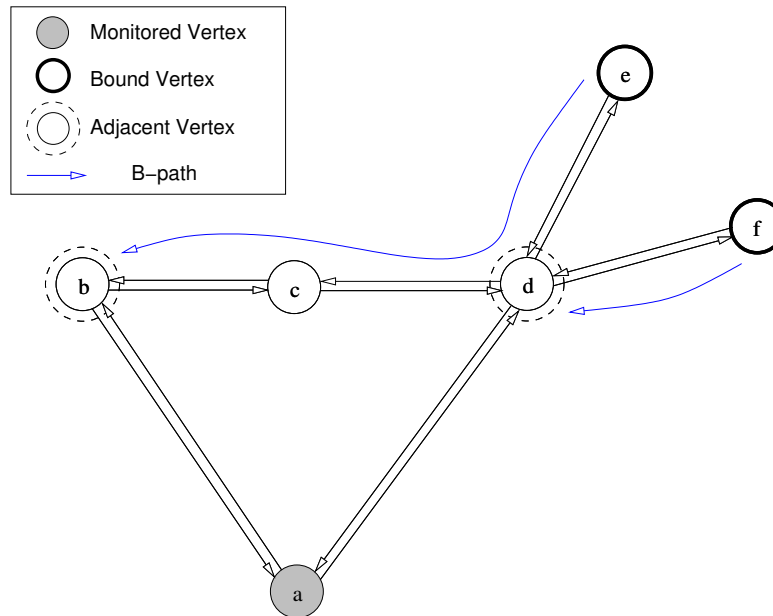 Monitored Vertex
Bound Vertex
Adjacent Vertex
B-path
e
f
b
c
d
a